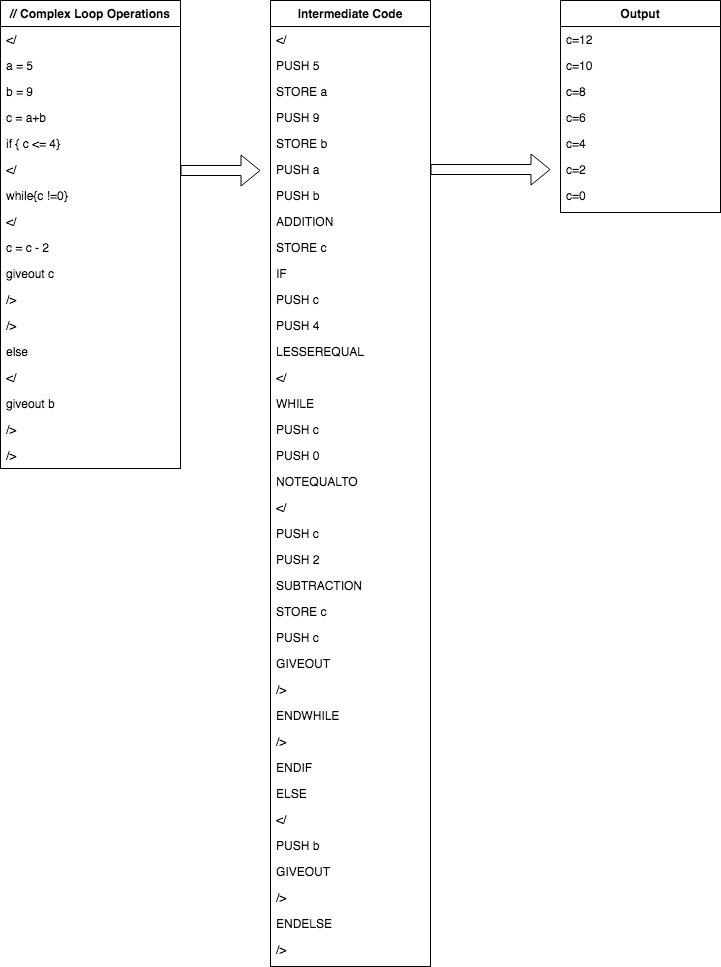 // Complex Loop Operations
</
a = 5
b = 9
c = a+b
if { c <= 4}
</
while{c !=0}
</
c = c - 2
giveout c
/>
/>
else
</
giveout b
/>
/>
Intermediate Code
</
PUSH 5
STORE a
PUSH 9
STORE b
PUSH a
PUSH b
ADDITION
STORE c
IF
PUSH c
PUSH 4
LESSEREQUAL
</
WHILE
PUSH c
PUSH 0
NOTEQUALTO
</
PUSH c
PUSH 2
SUBTRACTION
STORE c
PUSH c
GIVEOUT
/>
ENDWHILE
/>
ENDIF
ELSE
</
PUSH b
GIVEOUT
/>
ENDELSE
/>
Output
c=12
c=10
c=8
c=6
c=4
c=2
c=0